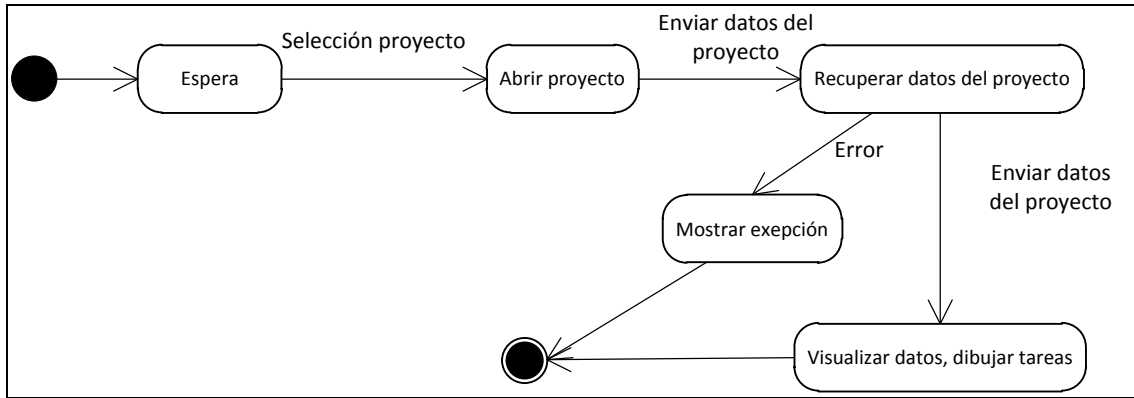 Espera
Selección proyecto
Abrir proyecto
Enviar datos del
proyecto
Recuperar datos del proyecto
Error
Enviar datos
del proyecto
Mostrar exepción
Visualizar datos, dibujar tareas